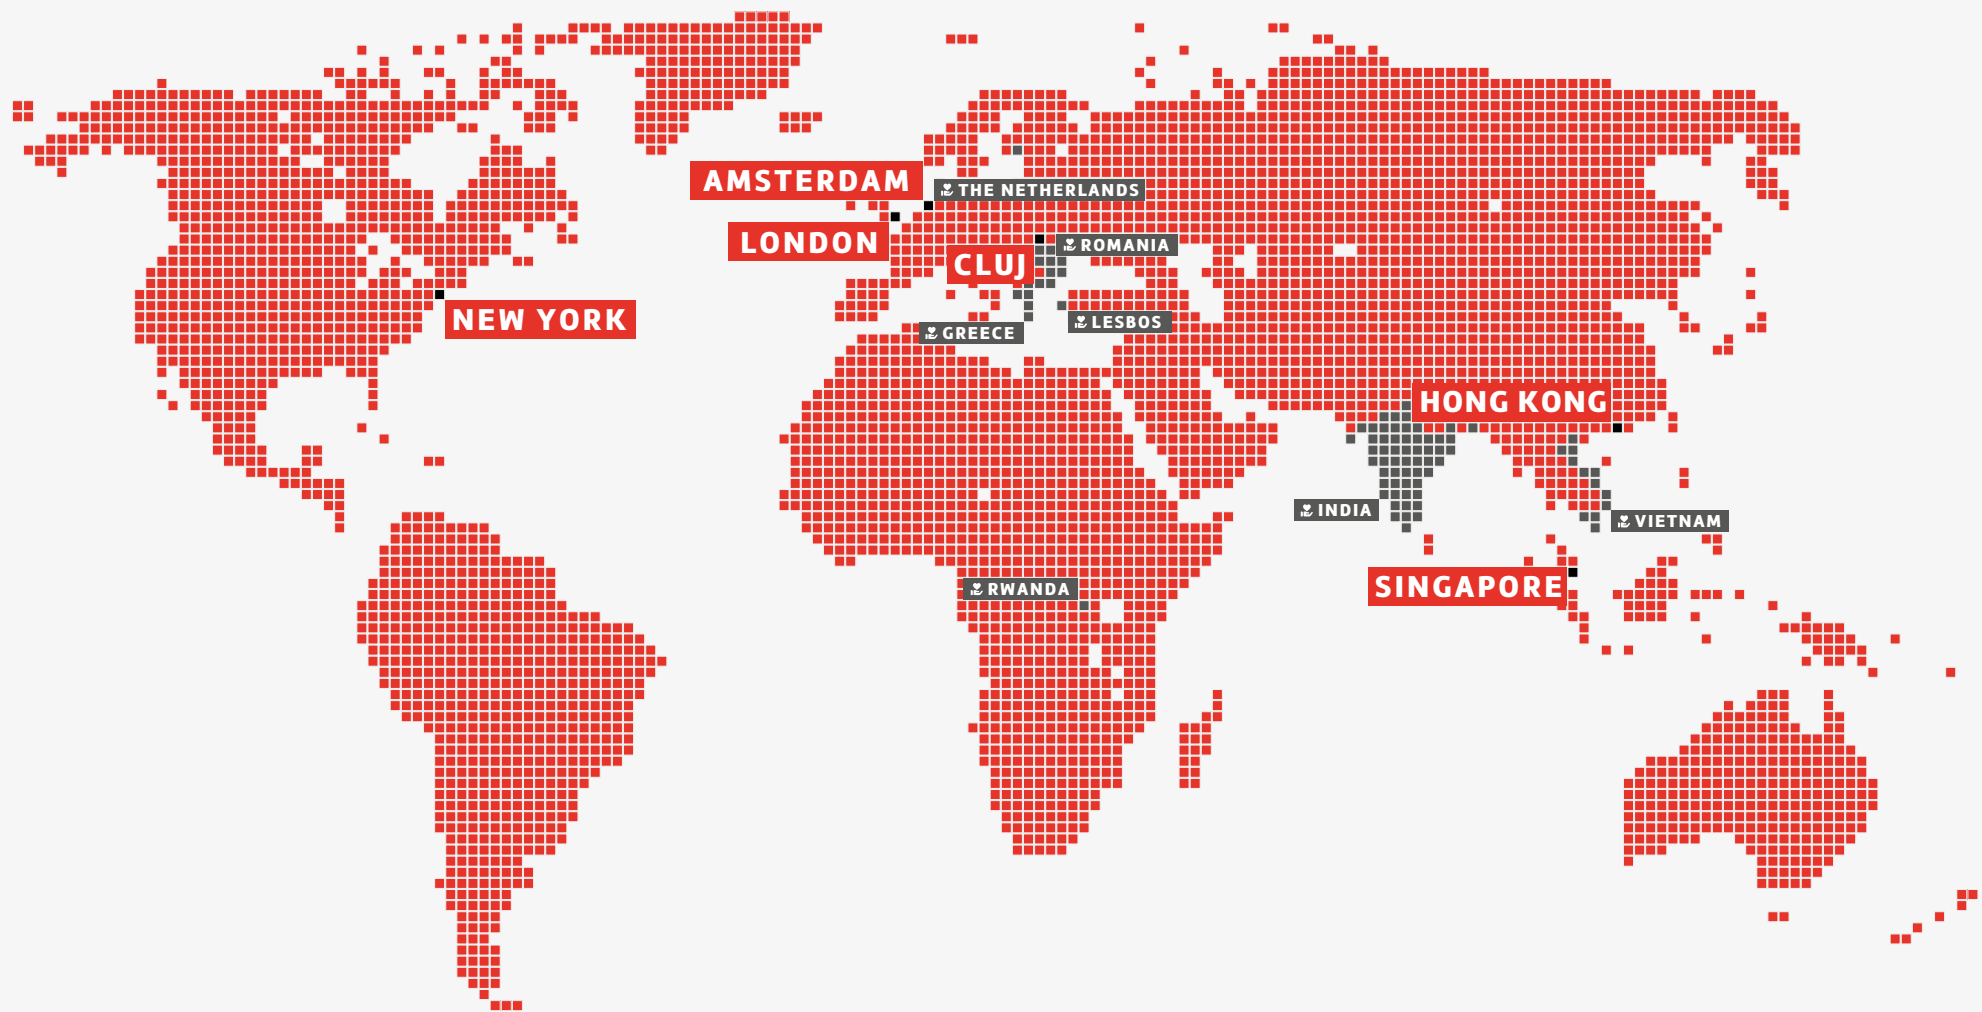 AMSTERDAM
THE NETHERLANDS
LONDON
ROMANIA
CLUJ
NEW YORK
LESBOS
GREECE
HONG KONG
INDIA
VIETNAM
SINGAPORE
RWANDA